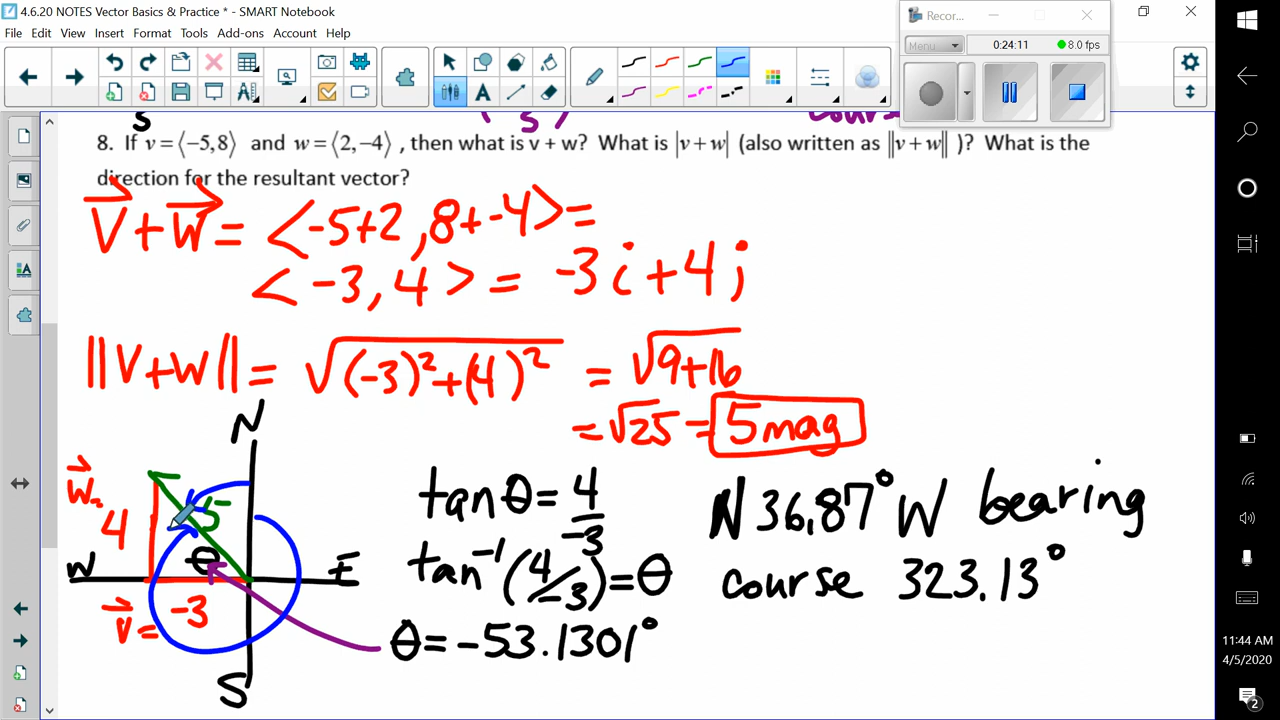 4.6.20 NOTES Vector Basics & Practice * - SMART Notebook
Recor...
File Edit View Insert Format Tools Add-ons Account Help
Menu
0:24:11
8.0 fps
S
8. If v = ⟨−5,8⟩ and w = ⟨2,−4⟩ , then what is v + w? What is |v + w| (also written as ‖v + w‖ )? What is the
direction for the resultant vector?
V+W = <-5+2, 8+-4> =
<-3, 4> = -3i+4j
||V+W|| = √(-3)²+(4)² = √9+16
= √25 = 5mag
N
W=
4
5
θ
W
E
V=
-3
S
tanθ = 4/-3
tan⁻¹(4/-3) = θ
θ = -53.1301°
N 36.87° W bearing
course 323.13°
11:44 AM
4/5/2020
2